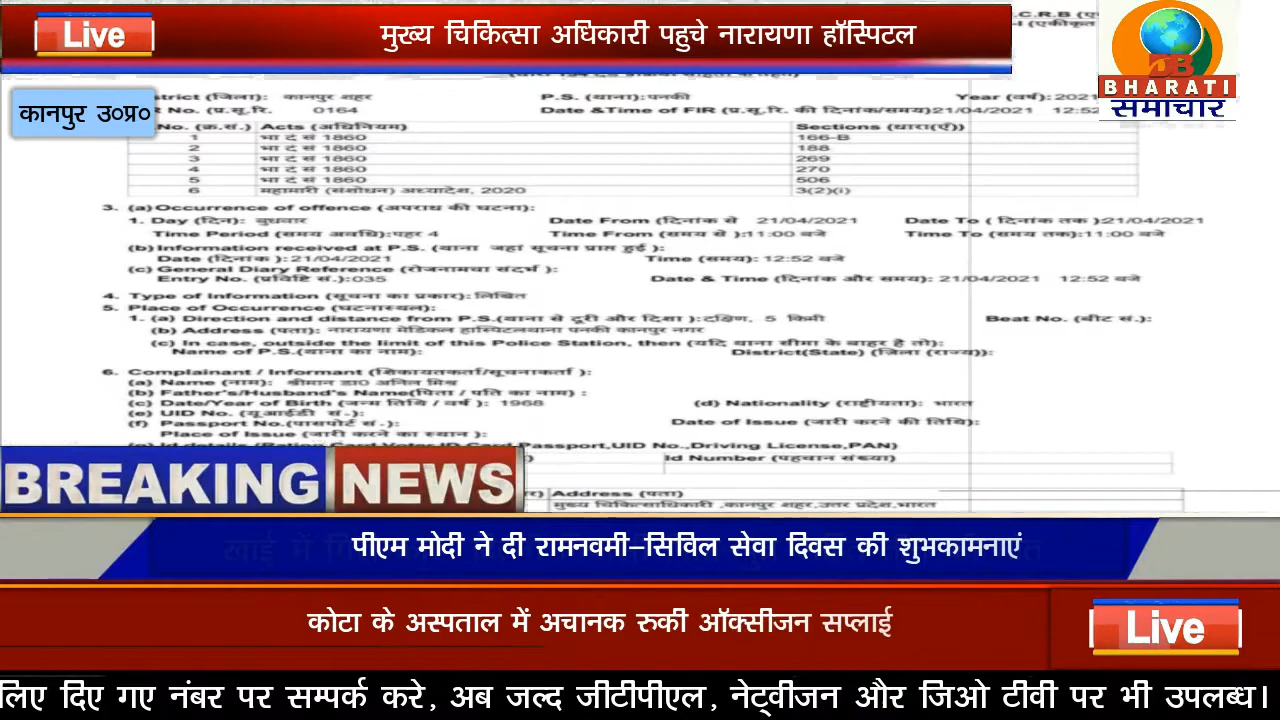 Live
मुख्य चिकित्सा अधिकारी पहुचे नारायणा हॉस्पिटल
C.R.B
BHARATI
समाचार
कानपुर उ०प्र०
trict (जिला): कानपुर शहर P.S. (थाना): पनकी Year (वर्ष): 2021
No. (प्र.सू.रि. 0164 Date &Time of FIR (प्र.सू.रि. की दिनांक/समय) 21/04/2021 12:52
No. (क्र.सं.) Acts (अधिनियम) Sections (धारा(एँ))
1 भा दं सं 1860 166-B
2 भा दं सं 1860 188
3 भा दं सं 1860 269
4 भा दं सं 1860 270
5 भा दं सं 1860 506
6 महामारी (संशोधन) अध्यादेश, 2020 3(2)(i)
3. (a) Occurrence of offence (अपराध की घटना):
1. Day (दिन): बुधवार Date From (दिनांक से 21/04/2021 Date To ( दिनांक तक ): 21/04/2021
Time Period (समय अवधि): पहर 4 Time From (समय से ): 11:00 बजे Time To (समय तक): 11:00 बजे
(b) Information received at P.S. (थाना जहां सूचना प्राप्त हुई ):
Date (दिनांक ): 21/04/2021 Time (समय): 12:52 बजे
(c) General Diary Reference (रोजनामचा संदर्भ ):
Entry No. (प्रविष्टि सं.): 035 Date & Time (दिनांक और समय): 21/04/2021 12:52 बजे
4. Type of Information (सूचना का प्रकार): लिखित
5. Place of Occurrence (घटनास्थल):
1. (a) Direction and distance from P.S.(थाना से दूरी और दिशा ): दक्षिण, 5 किमी Beat No. (बीट सं.):
(b) Address (पता): नारायणा मेडिकल हास्पिटलथाना पनकी कानपुर नगर
(c) In case, outside the limit of this Police Station, then (यदि थाना सीमा के बाहर है तो):
Name of P.S.(थाना का नाम): District(State) (जिला (राज्य)):
6. Complainant / Informant (शिकायतकर्ता/सूचनाकर्ता ):
(a) Name (नाम): श्रीमान डा0 अनिल मिश्र
(b) Father's/Husband's Name(पिता / पति का नाम) :
(c) Date/Year of Birth (जन्म तिथि / वर्ष ): 1968 (d) Nationality (राष्ट्रीयता): भारत
(e) UID No. (यूआईडी सं.):
(f) Passport No.(पासपोर्ट सं.): Date of Issue (जारी करने की तिथि):
Place of Issue (जारी करने का स्थान ):
Id details (Ration Card,Voter ID Card,Passport,UID No.,Driving License,PAN)
Id Number (पहचान संख्या)
Address (पता)
मुख्य चिकित्साधिकारी ,कानपुर शहर,उत्तर प्रदेश,भारत
BREAKING NEWS
पीएम मोदी ने दी रामनवमी-सिविल सेवा दिवस की शुभकामनाएं
कोटा के अस्पताल में अचानक रुकी ऑक्सीजन सप्लाई
Live
लिए दिए गए नंबर पर सम्पर्क करे, अब जल्द जीटीपीएल, नेट्वीजन और जिओ टीवी पर भी उपलब्ध।